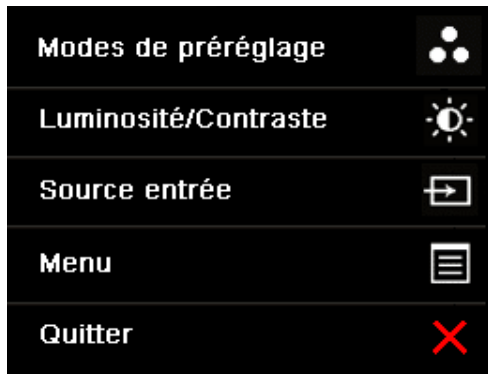 Modes de préréglage
Luminosité/Contraste
Source entrée
Menu
Quitter